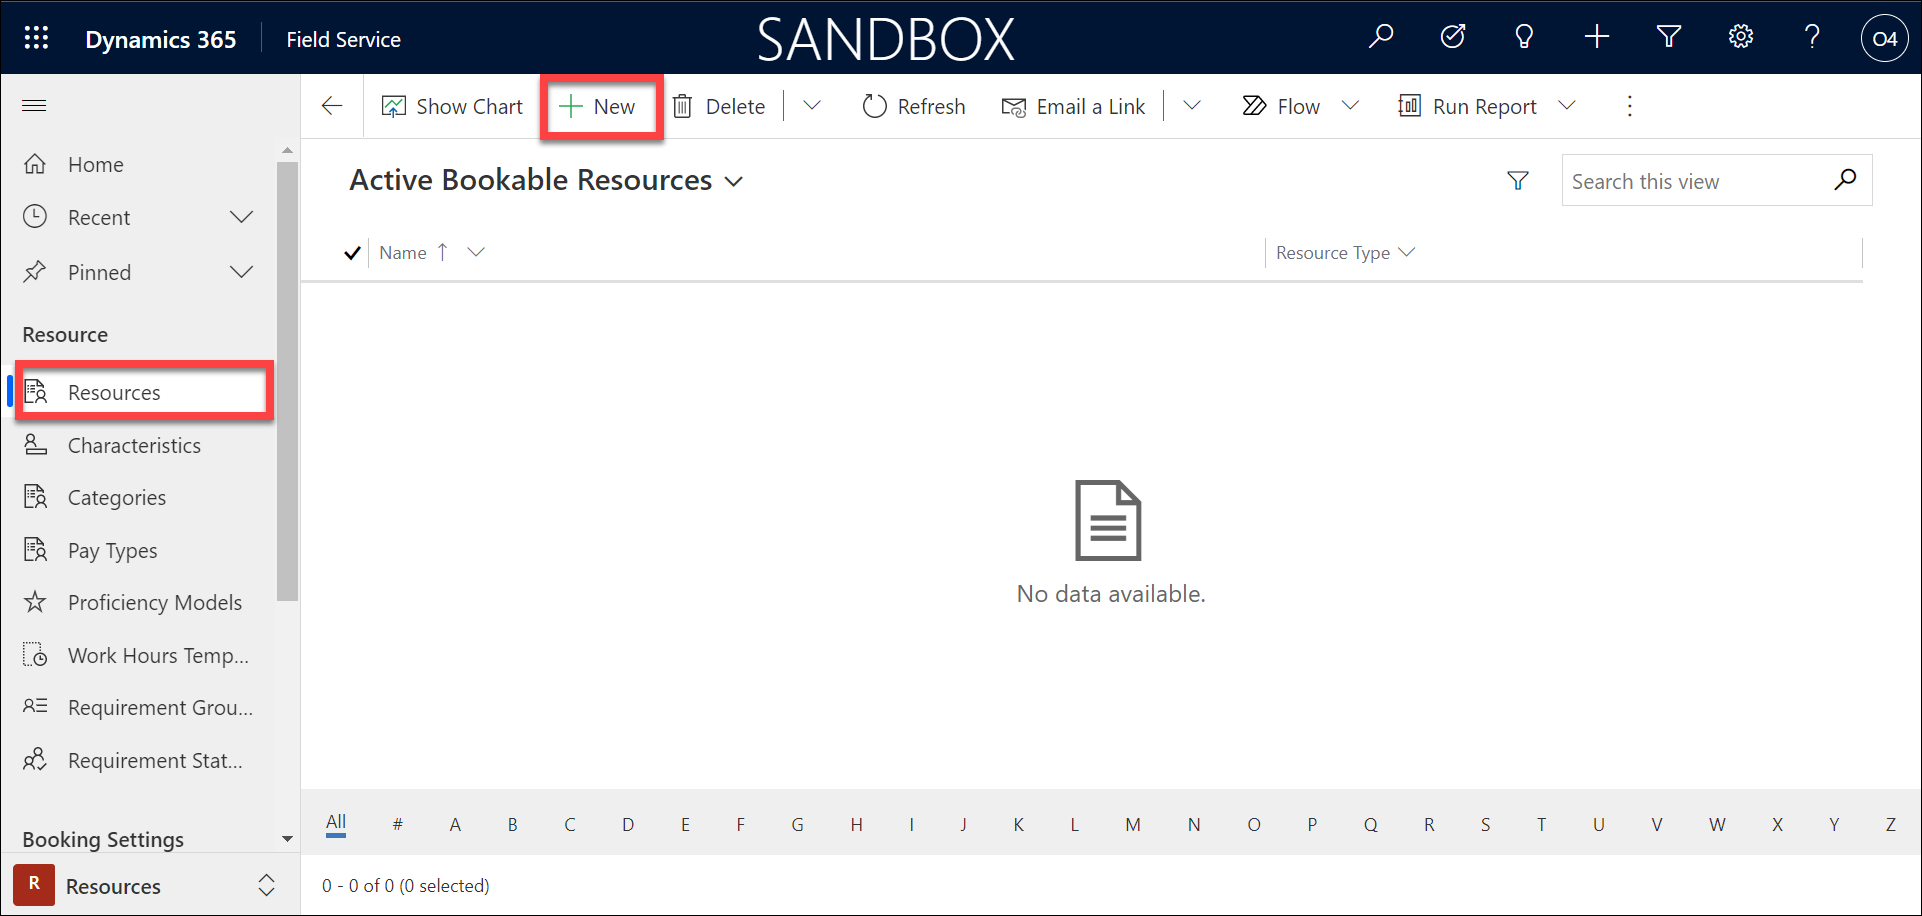 Dynamics 365 Field Service SANDBOX O4
Show Chart New Delete Refresh Email a Link Flow Run Report
Home
Recent
Pinned
Resource
Resources
Characteristics
Categories
Pay Types
Proficiency Models
Work Hours Temp...
Requirement Grou...
Requirement Stat...
Booking Settings
R Resources
Active Bookable Resources
Search this view
Name Resource Type
No data available.
All # A B C D E F G H I J K L M N O P Q R S T U V W X Y Z
0 - 0 of 0 (0 selected)